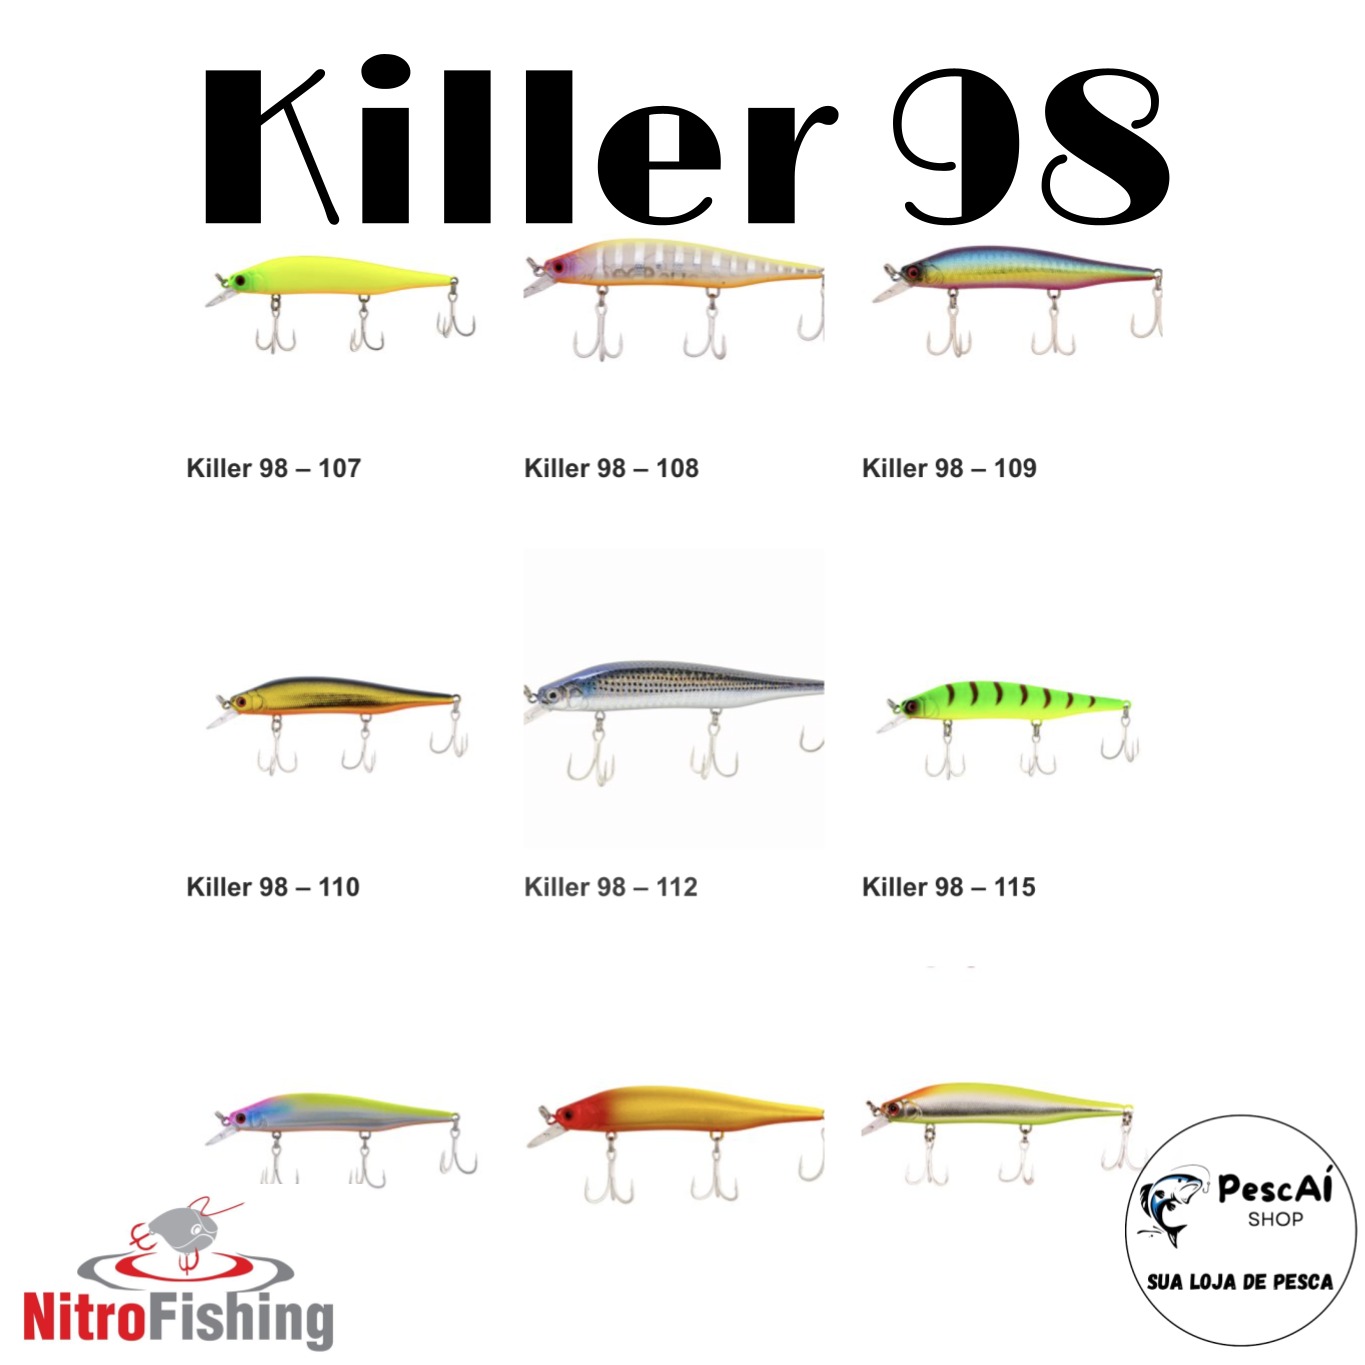 Killer 98
Killer 98 – 107
Killer 98 – 108
Killer 98 – 109
Killer 98 – 110
Killer 98 – 112
Killer 98 – 115
NitroFishing
PescAÍ
SHOP
SUA LOJA DE PESCA